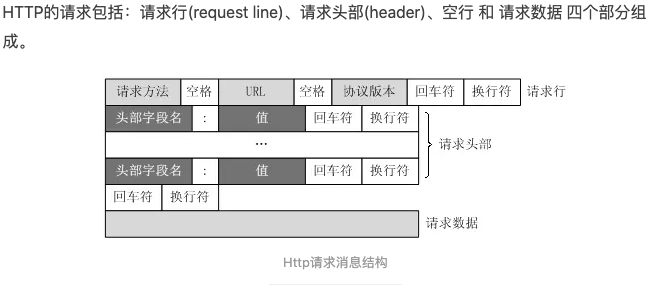 HTTP的请求包括：请求行(request line)、请求头部(header)、空行 和 请求数据 四个部分组
成。
请求方法 空格 URL 空格 协议版本 回车符 换行符 请求行
头部字段名 : 值 回车符 换行符
... 请求头部
头部字段名 : 值 回车符 换行符
回车符 换行符
请求数据
Http请求消息结构